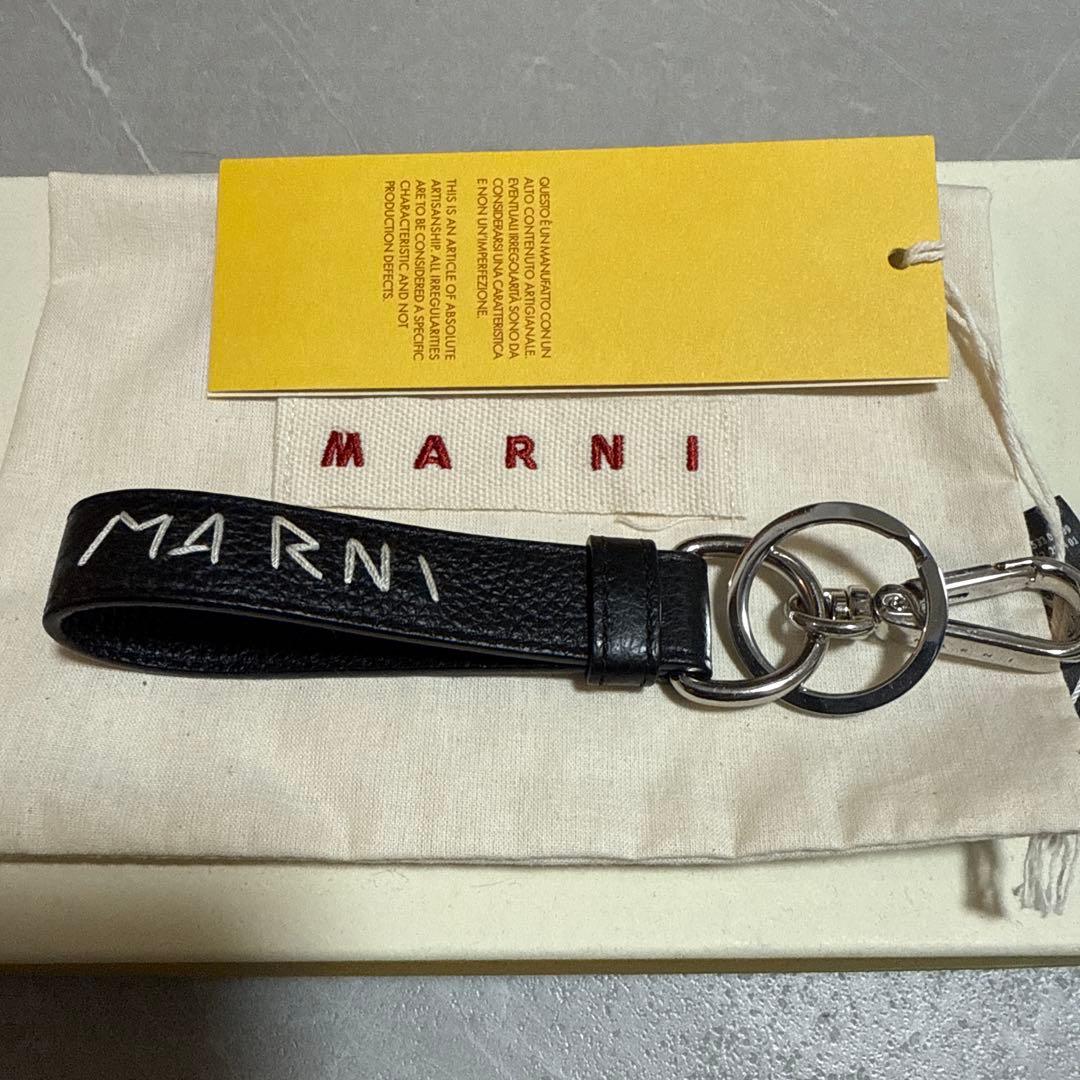 QUESTO È UN MANUFATTO CON UN
ALTO CONTENUTO ARTIGIANALE.
EVENTUALI IRREGOLARITÀ SONO DA
CONSIDERARSI UNA CARATTERISTICA
E NON UN'IMPERFEZIONE.
THIS IS AN ARTICLE OF ABSOLUTE
ARTISANSHIP. ALL IRREGULARITIES
ARE TO BE CONSIDERED A SPECIFIC
CHARACTERISTIC AND NOT
PRODUCTION DEFECTS.
MARNI
MARNI